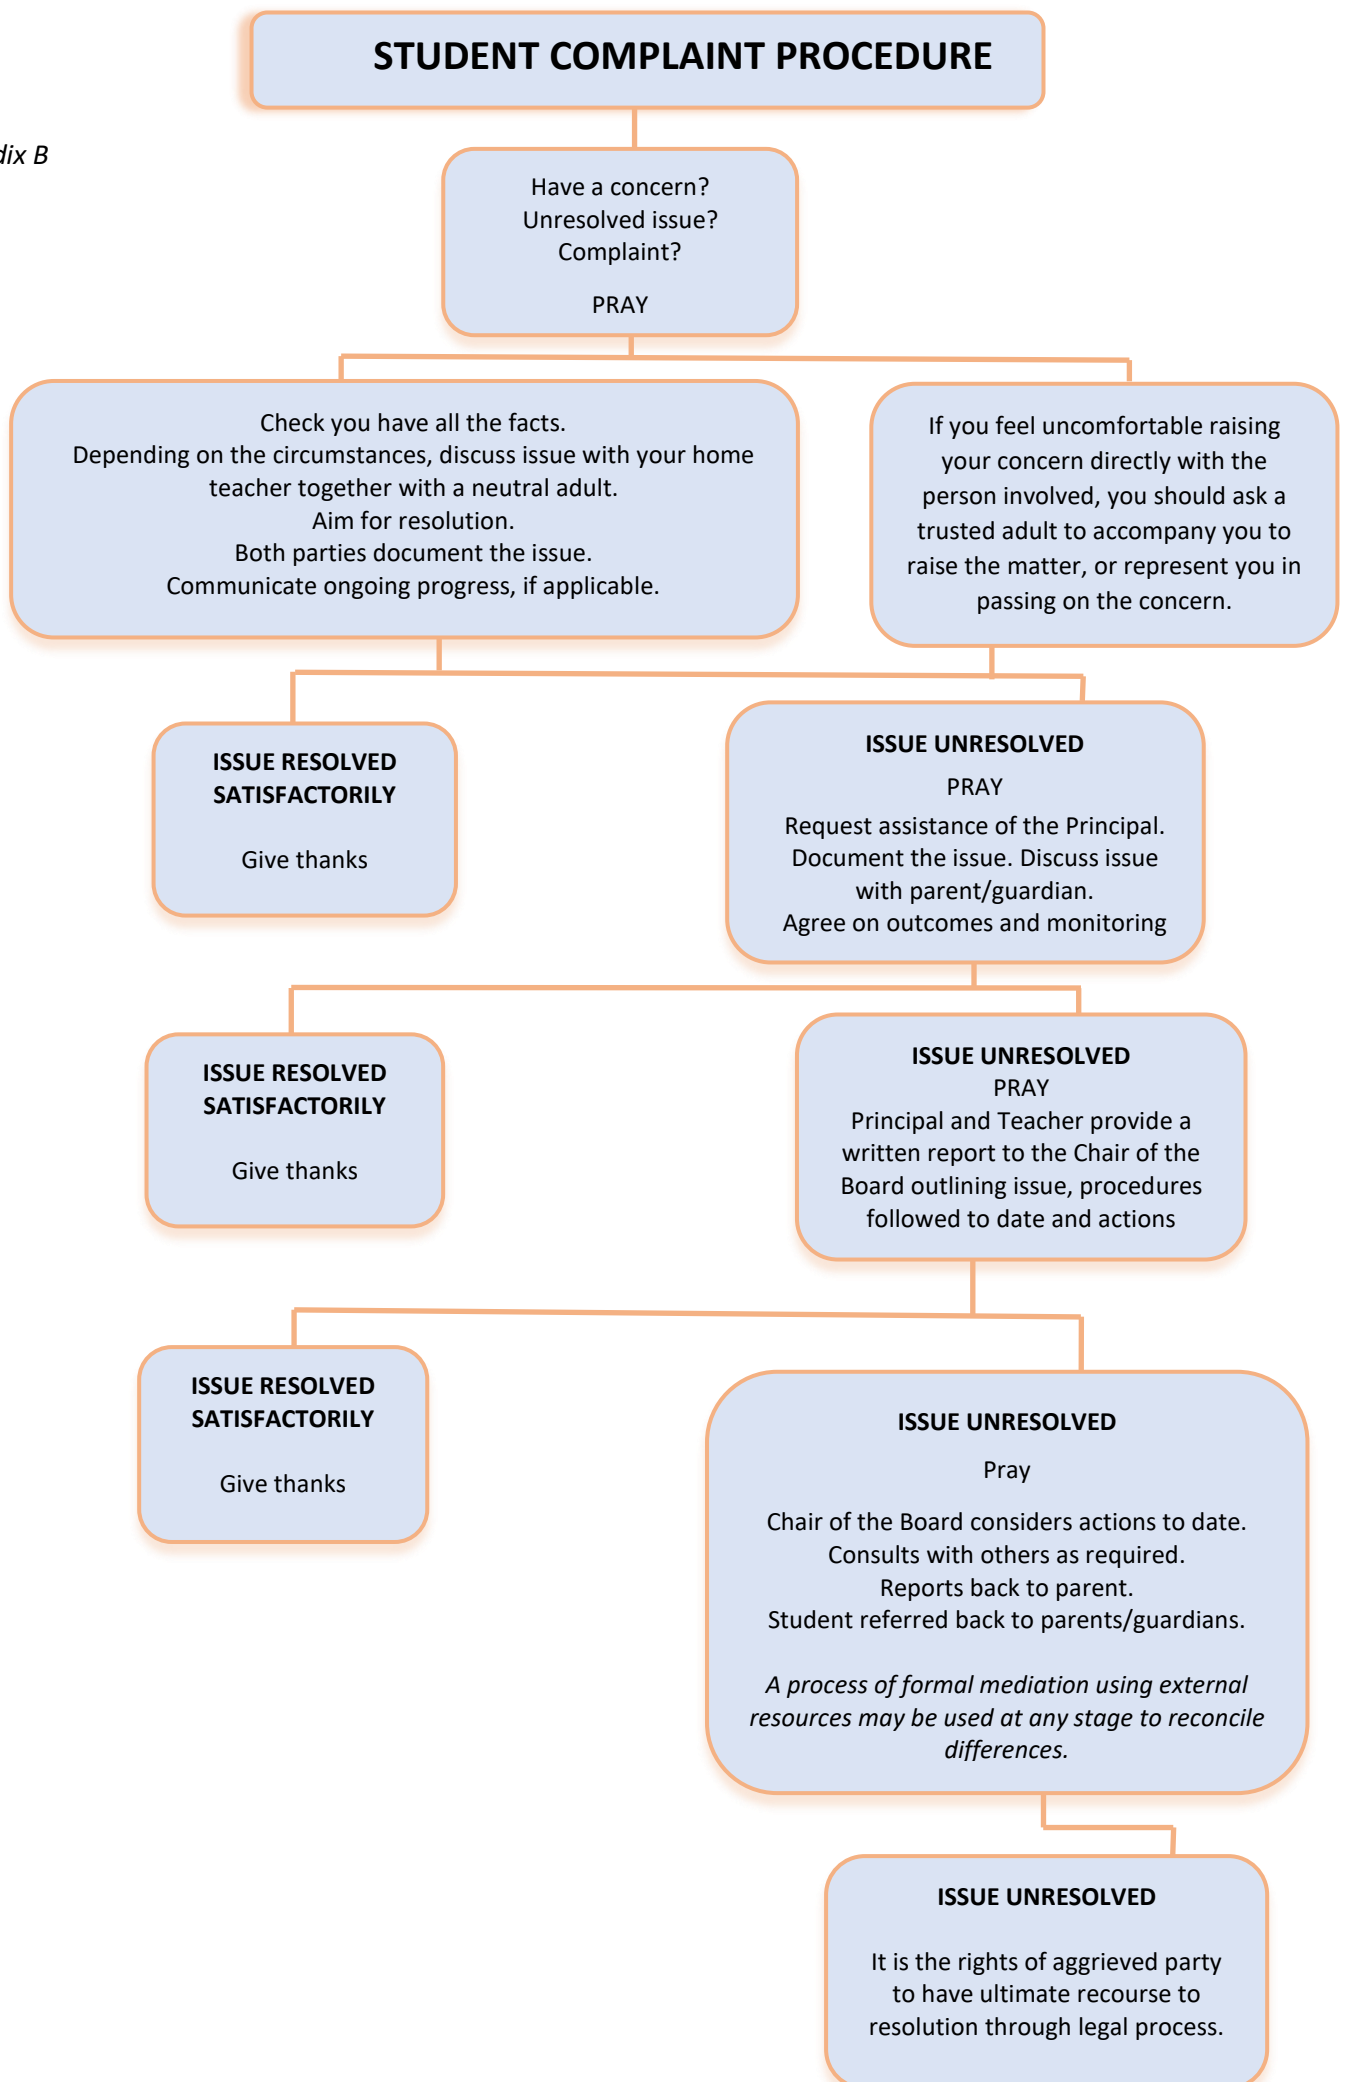 STUDENT COMPLAINT PROCEDURE
dix B
Have a concern?
Unresolved issue?
Complaint?
PRAY
Check you have all the facts.
Depending on the circumstances, discuss issue with your home
teacher together with a neutral adult.
Aim for resolution.
Both parties document the issue.
Communicate ongoing progress, if applicable.
If you feel uncomfortable raising
your concern directly with the
person involved, you should ask a
trusted adult to accompany you to
raise the matter, or represent you in
passing on the concern.
ISSUE RESOLVED
SATISFACTORILY
Give thanks
ISSUE UNRESOLVED
PRAY
Request assistance of the Principal.
Document the issue. Discuss issue
with parent/guardian.
Agree on outcomes and monitoring
ISSUE RESOLVED
SATISFACTORILY
Give thanks
ISSUE UNRESOLVED
PRAY
Principal and Teacher provide a
written report to the Chair of the
Board outlining issue, procedures
followed to date and actions
ISSUE RESOLVED
SATISFACTORILY
Give thanks
ISSUE UNRESOLVED
Pray
Chair of the Board considers actions to date.
Consults with others as required.
Reports back to parent.
Student referred back to parents/guardians.
A process of formal mediation using external
resources may be used at any stage to reconcile
differences.
ISSUE UNRESOLVED
It is the rights of aggrieved party
to have ultimate recourse to
resolution through legal process.